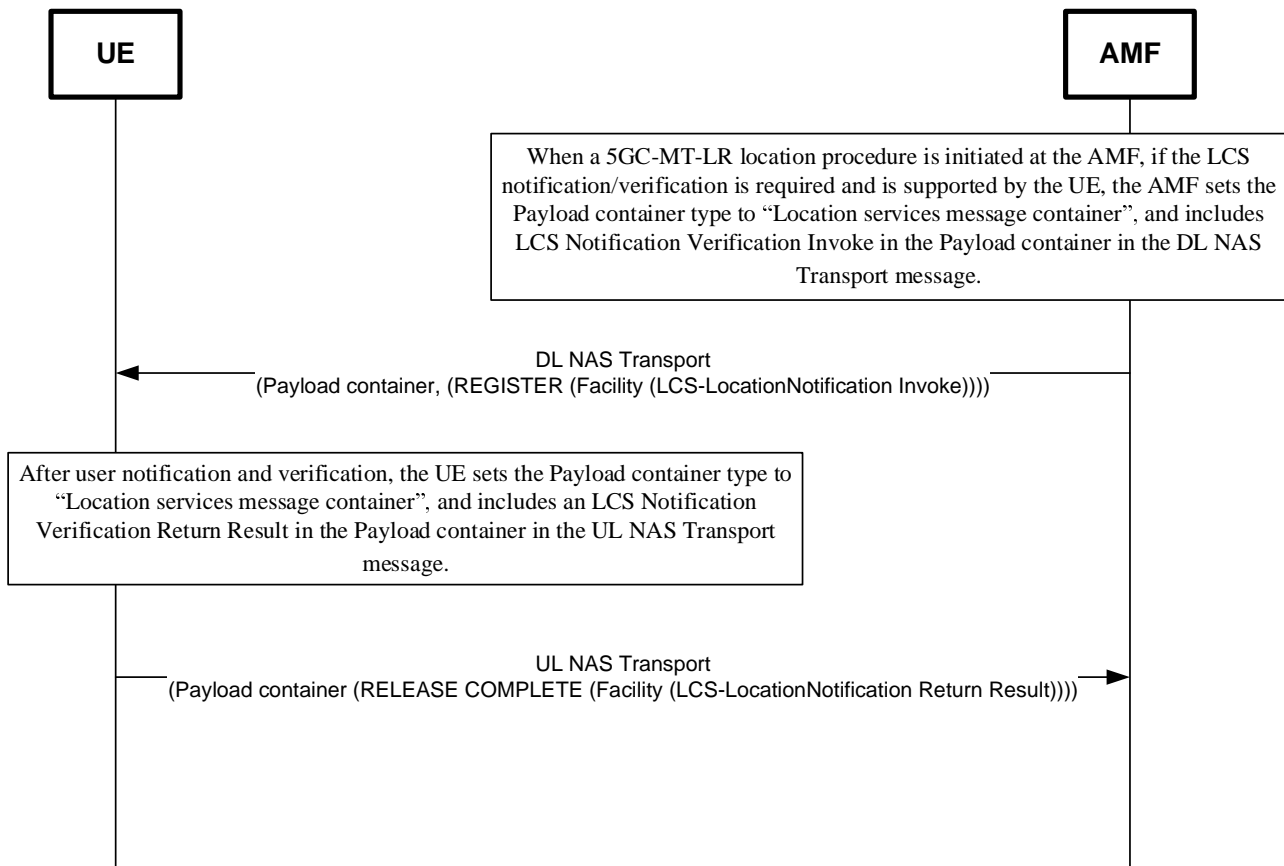 UE
AMF
When a 5GC-MT-LR location procedure is initiated at the AMF, if the LCS
notification/verification is required and is supported by the UE, the AMF sets the
Payload container type to “Location services message container”, and includes
LCS Notification Verification Invoke in the Payload container in the DL NAS
Transport message.
DL NAS Transport
(Payload container, (REGISTER (Facility (LCS-LocationNotification Invoke))))
After user notification and verification, the UE sets the Payload container type to
“Location services message container”, and includes an LCS Notification
Verification Return Result in the Payload container in the UL NAS Transport
message.
UL NAS Transport
(Payload container (RELEASE COMPLETE (Facility (LCS-LocationNotification Return Result))))